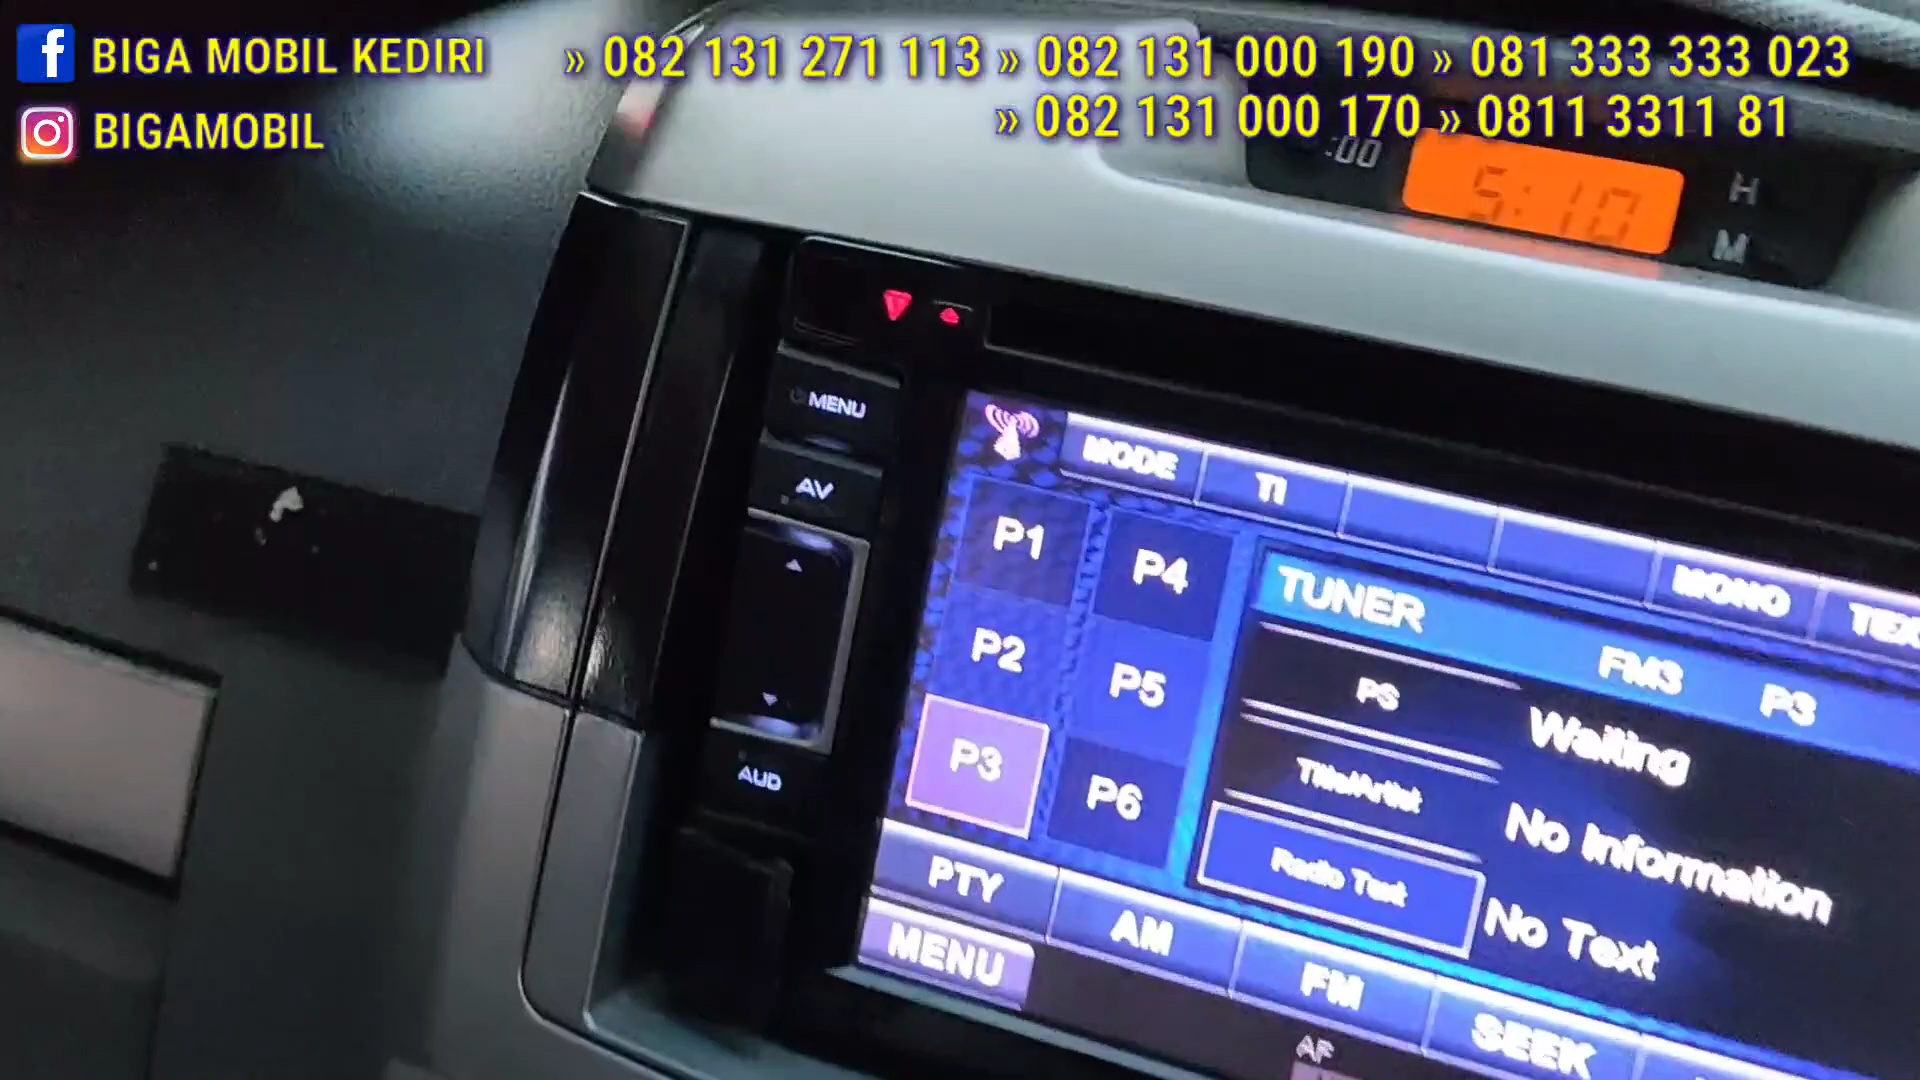 BIGA MOBIL KEDIRI » 082 131 271 113 » 082 131 000 190 » 081 333 333 023
BIGAMOBIL » 082 131 000 170 » 0811 3311 81
:00 5:10 H
M
MENU
AV
AUD
MODE TI MONO
P1 P4
P2 P5
P3 P6
TUNER FM3 P3
PS Waiting
Title/Artist No Information
Radio Text No Text
PTY AM FM SEEK
MENU
AF